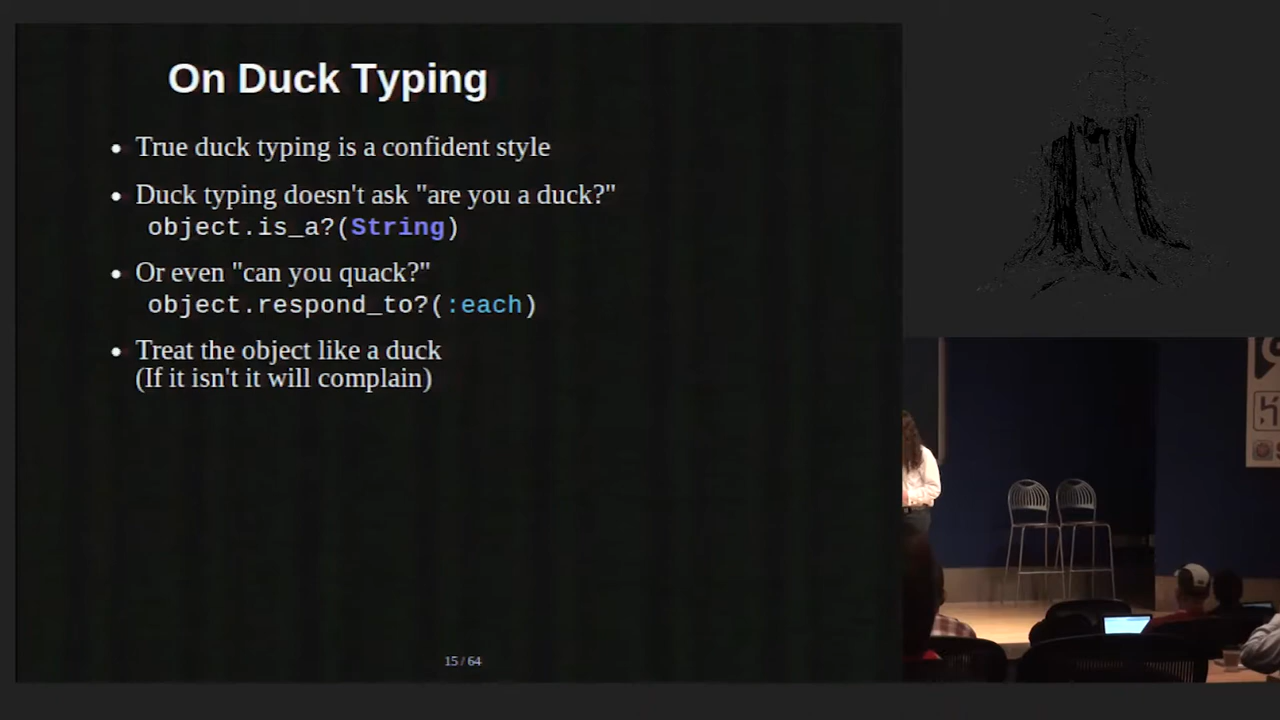 On Duck Typing
• True duck typing is a confident style
• Duck typing doesn't ask "are you a duck?"
object.is_a?(String)
• Or even "can you quack?"
object.respond_to?(:each)
• Treat the object like a duck
(If it isn't it will complain)
15 / 64